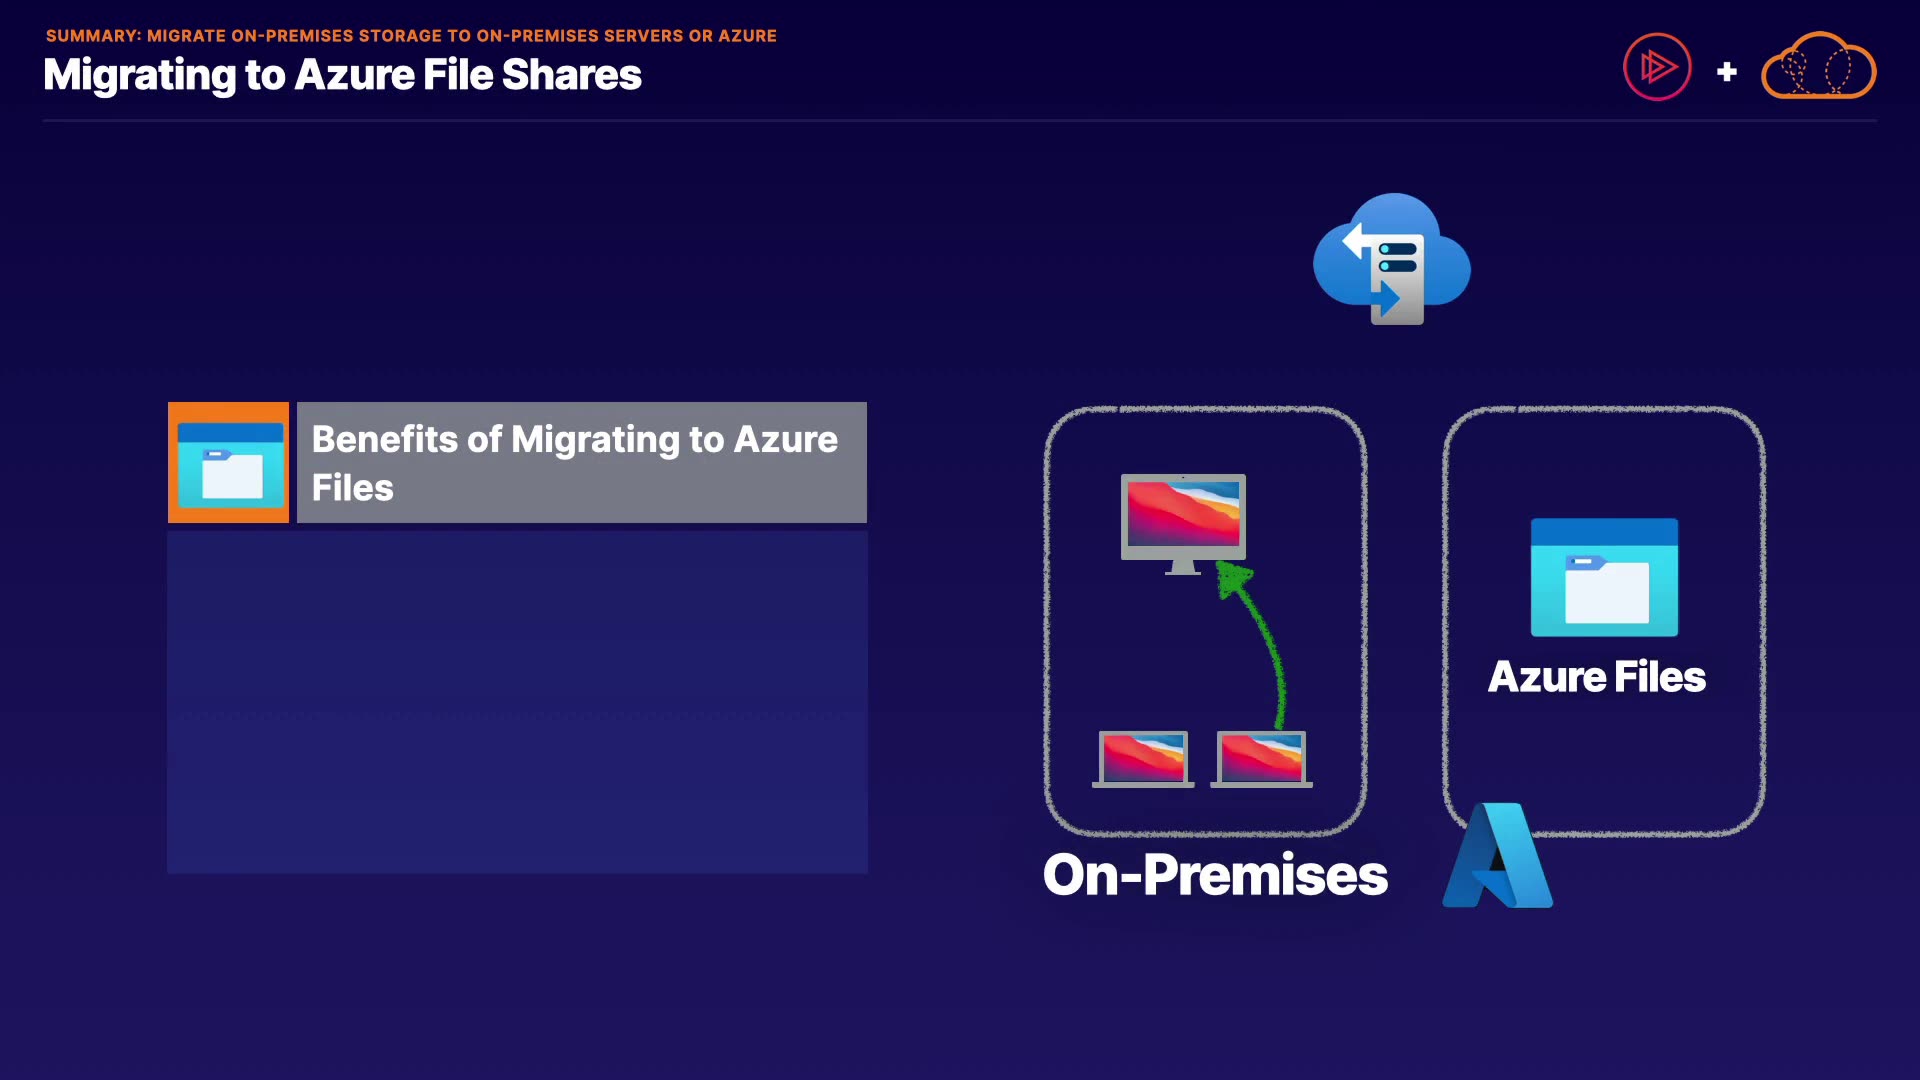 SUMMARY: MIGRATE ON-PREMISES STORAGE TO ON-PREMISES SERVERS OR AZURE
Migrating to Azure File Shares
Benefits of Migrating to Azure
Files
Azure Files
On-Premises